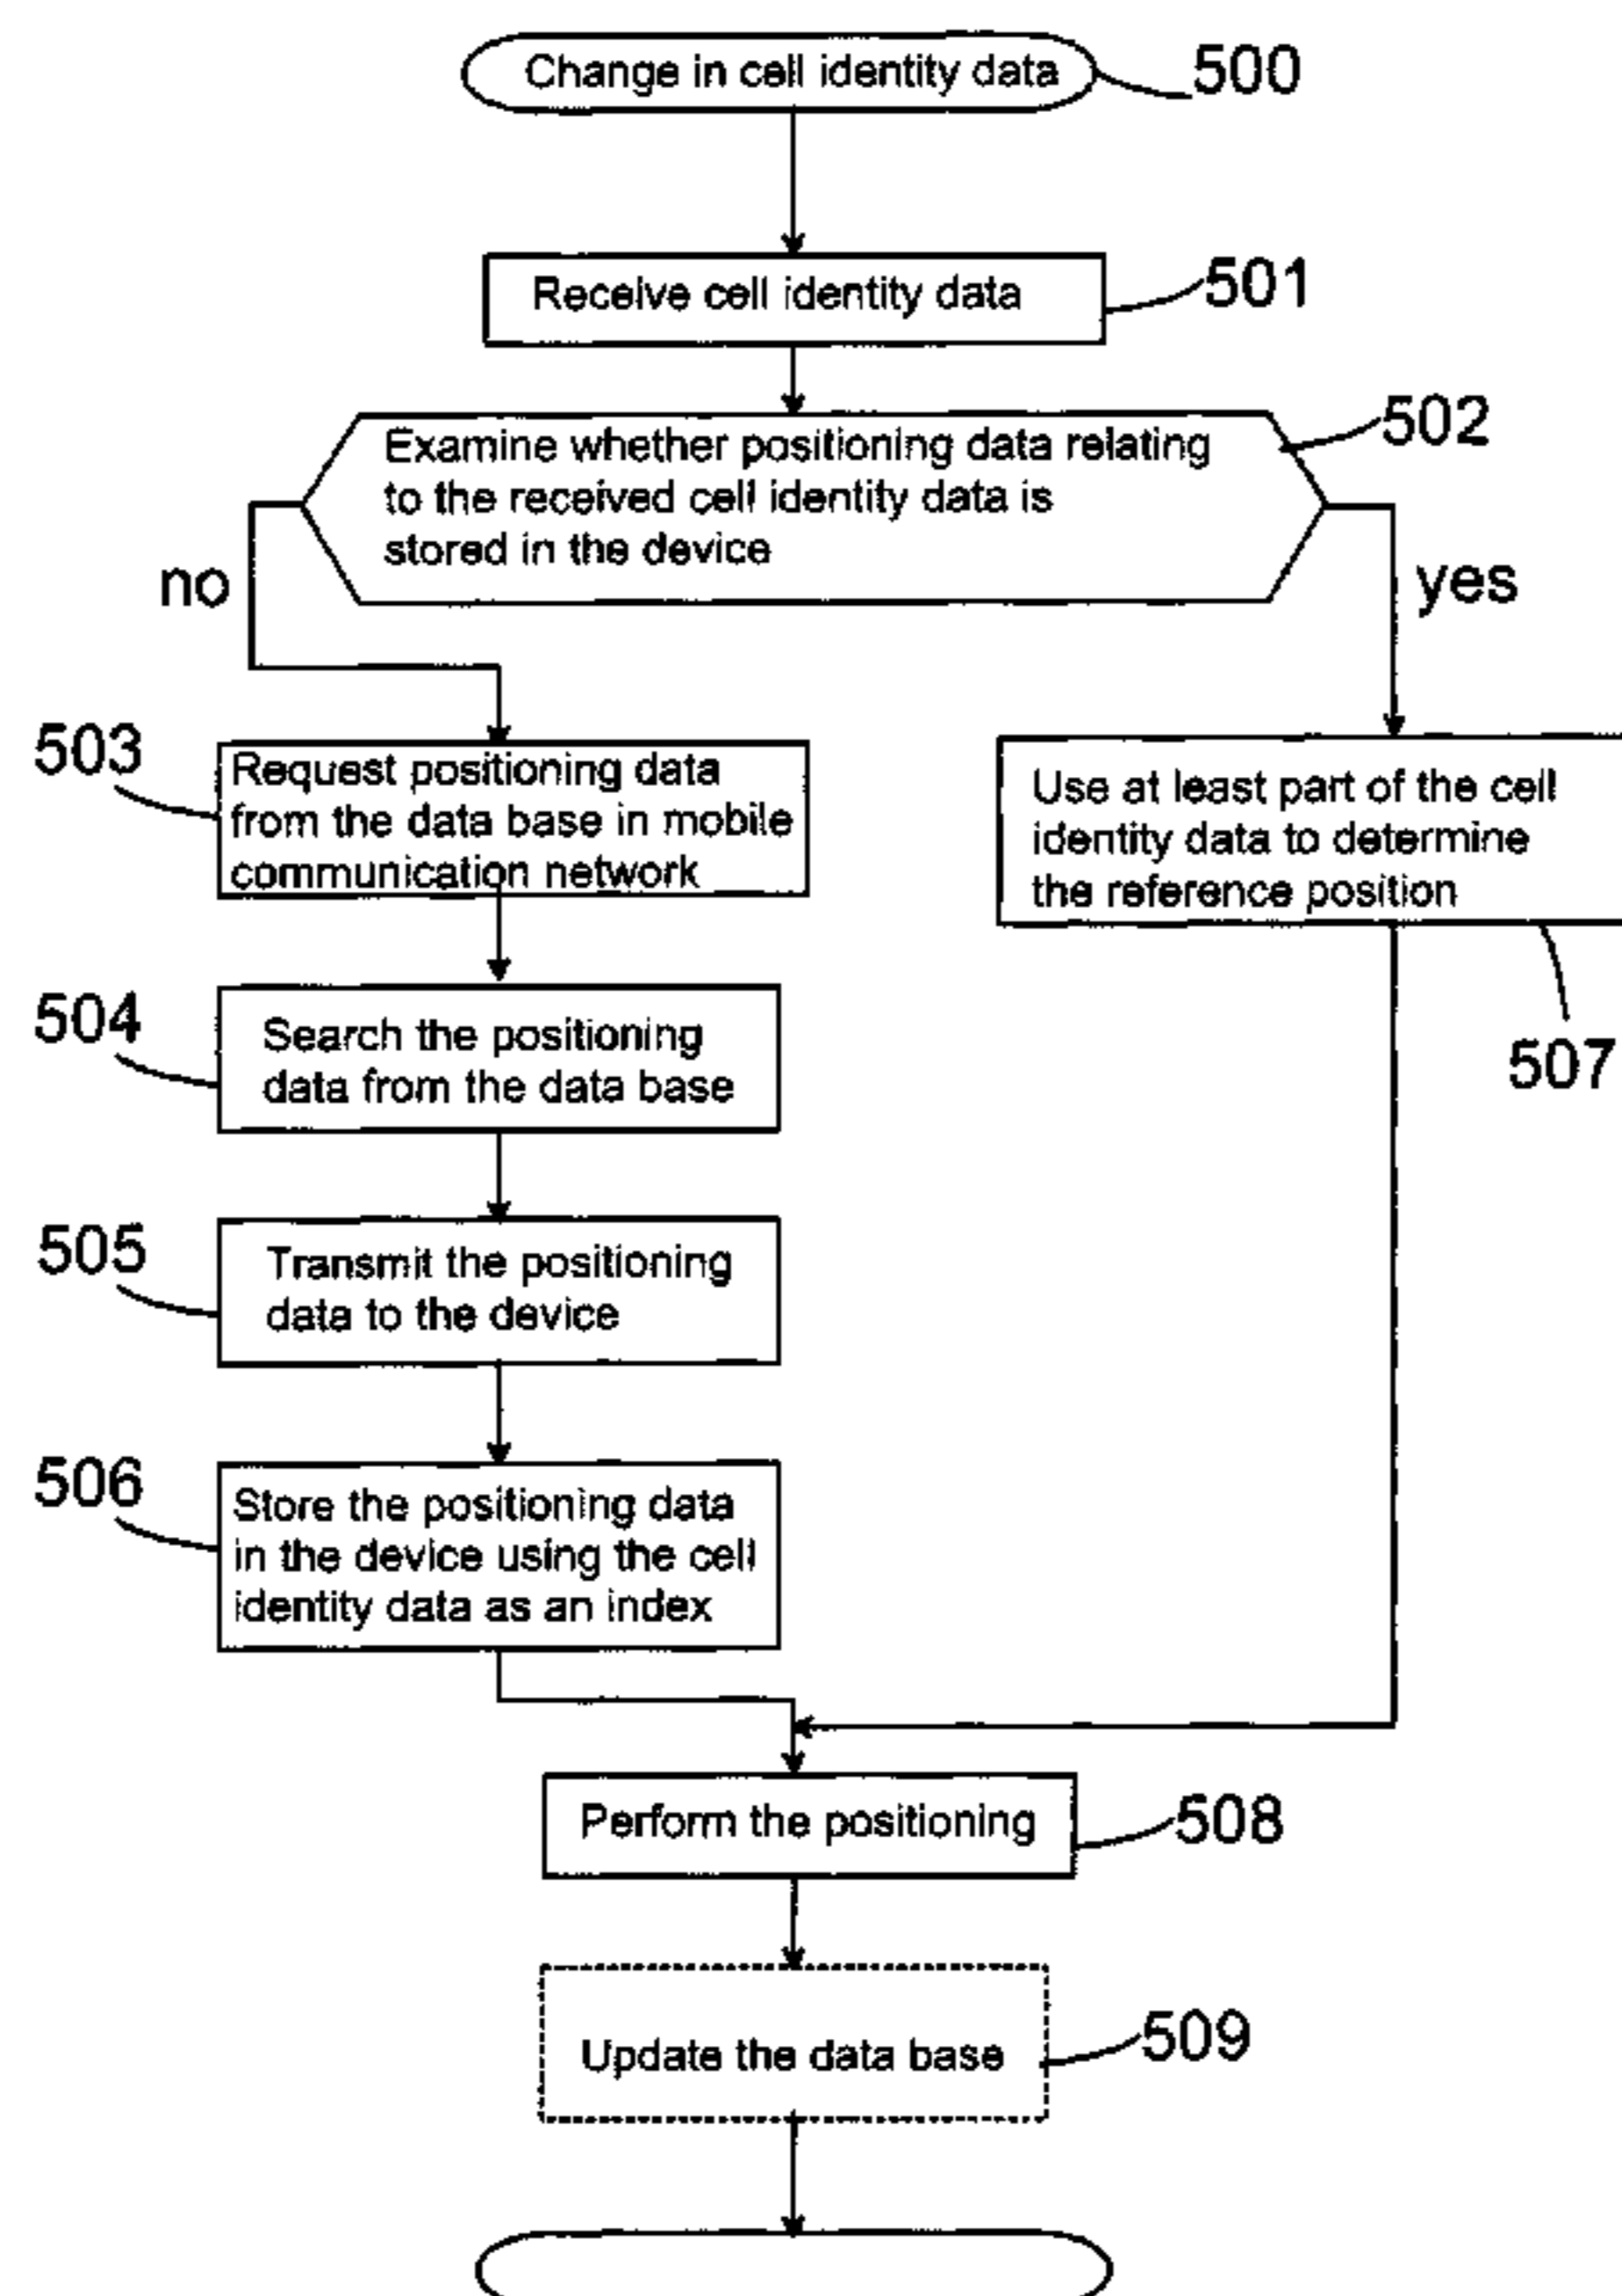 Change in cell identity data
500
Receive cell identity data
501
Examine whether positioning data relating
to the received cell identity data is
stored in the device
502
no
yes
503
Request positioning data
from the data base in mobile
communication network
Use at least part of the cell
identity data to determine
the reference position
507
504
Search the positioning
data from the data base
505
Transmit the positioning
data to the device
506
Store the positioning data
in the device using the cell
identity data as an index
Perform the positioning
508
Update the data base
509